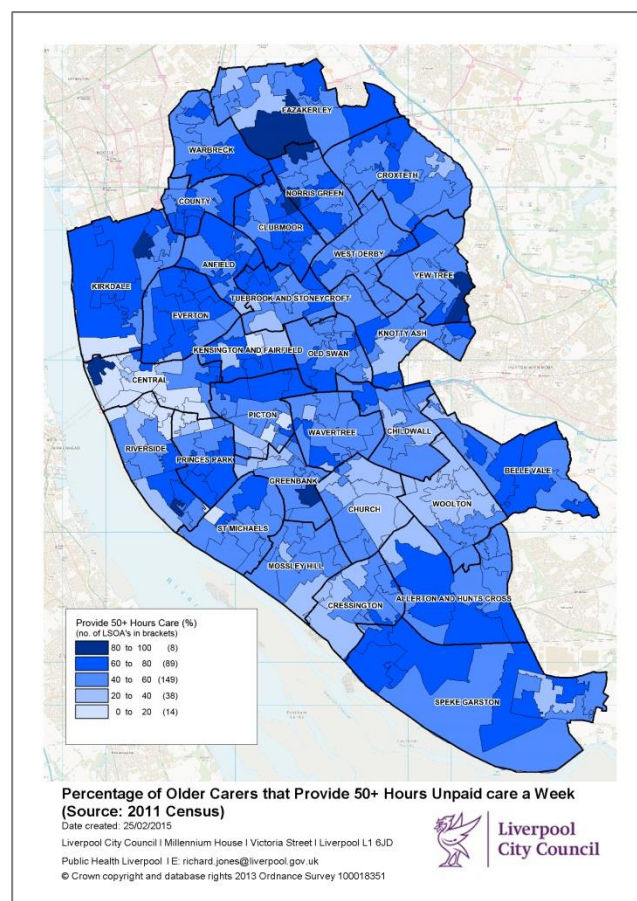 FAZAKERLEY
WARBRECK
CROXTETH
COUNTY
NORRIS GREEN
CLUBMOOR
WEST DERBY
ANFIELD
YEW TREE
KIRKDALE
TUEBROOK AND STONEYCROFT
EVERTON
KNOTTY ASH
KENSINGTON AND FAIRFIELD
OLD SWAN
CENTRAL
PICTON
WAVERTREE
CHILDWALL
RIVERSIDE
PRINCES PARK
BELLE VALE
GREENBANK
CHURCH
WOOLTON
ST MICHAELS
MOSSLEY HILL
ALLERTON AND HUNTS CROSS
CRESSINGTON
SPEKE GARSTON
Provide 50+ Hours Care (%)
(no. of LSOA's in brackets)
80 to 100 (8)
60 to 80 (89)
40 to 60 (149)
20 to 40 (38)
0 to 20 (14)
Percentage of Older Carers that Provide 50+ Hours Unpaid care a Week
(Source: 2011 Census)
Date created: 25/02/2015
Liverpool City Council I Millennium House I Victoria Street I Liverpool L1 6JD
Public Health Liverpool I E: richard.jones@liverpool.gov.uk
© Crown copyright and database rights 2013 Ordnance Survey 100018351
Liverpool
City Council